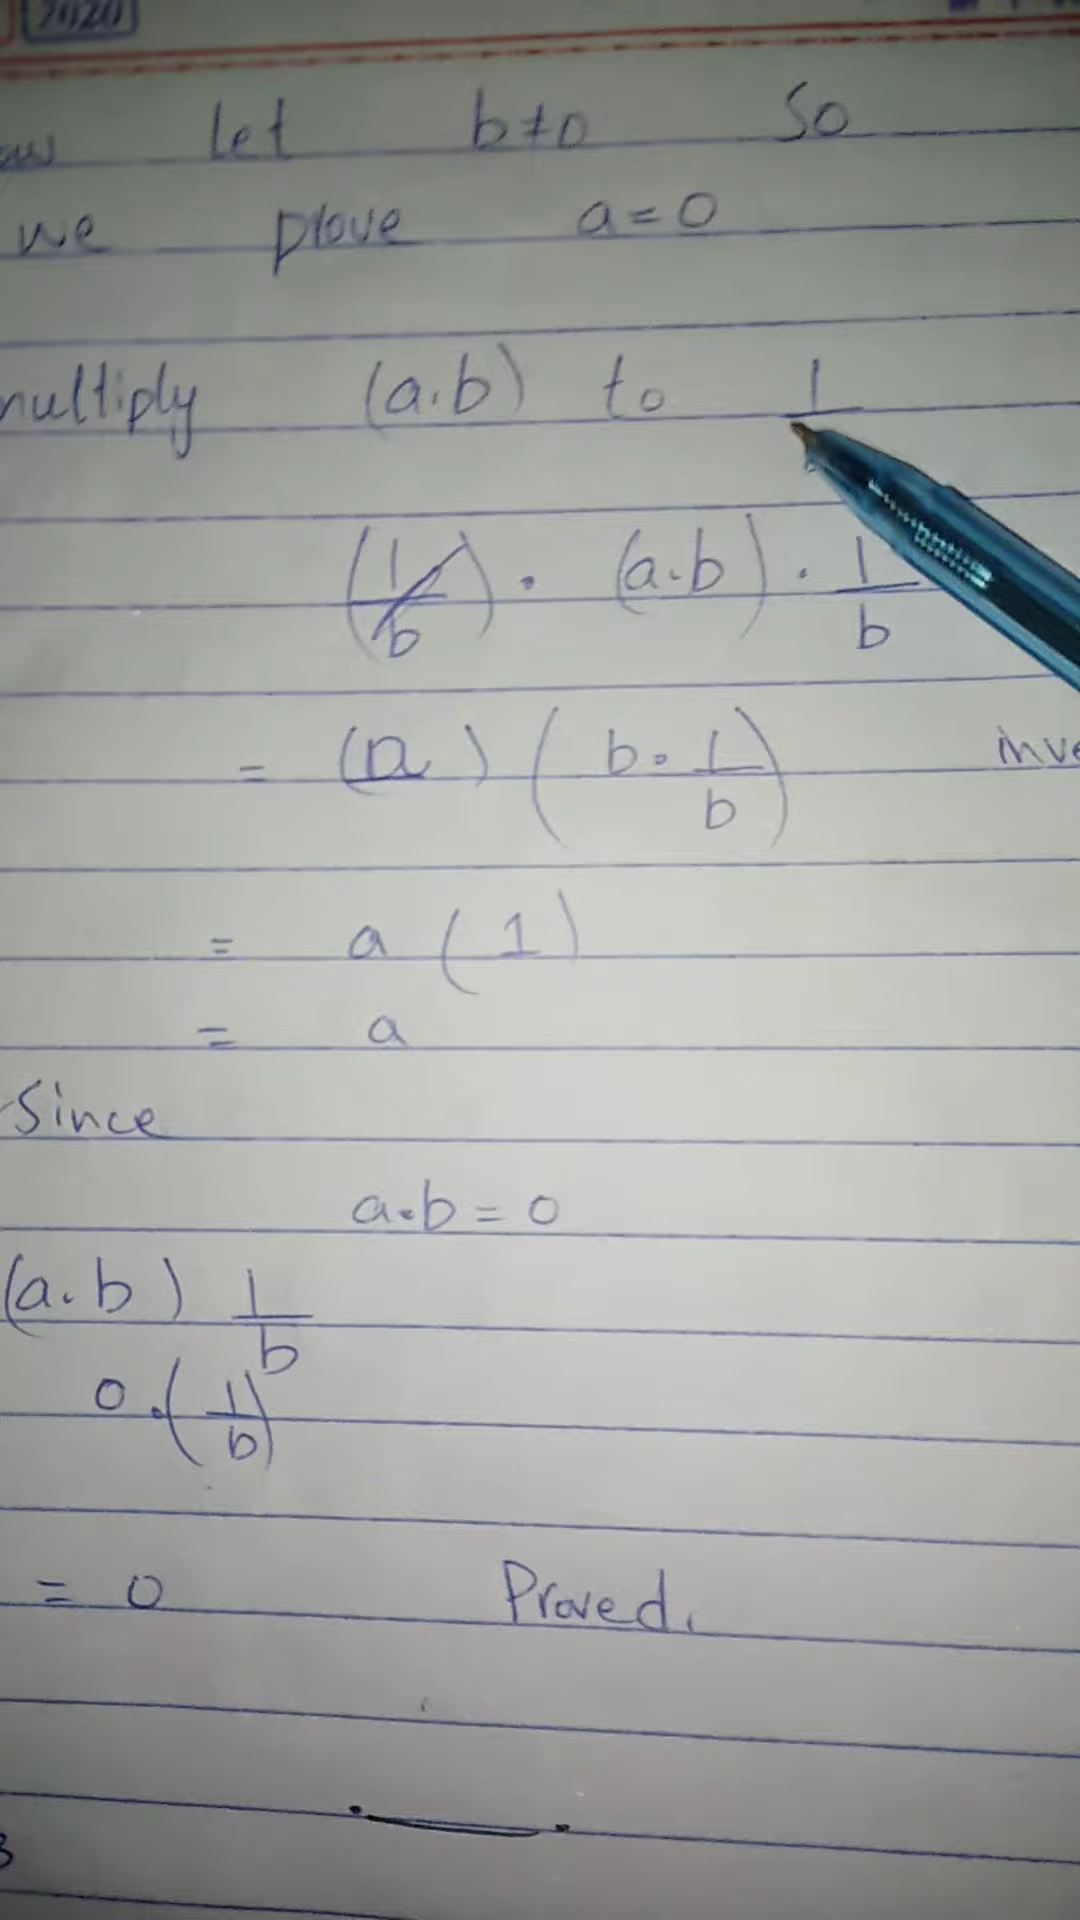 2020
let b≠0 So
we prove a=0
multiply (a.b) to 1
(1/b) . (a.b) . 1/b
= (a) (b. 1/b)
= a (1)
= a
Since
a.b = 0
(a.b) 1/b
0.(1/b)
= 0 Proved.